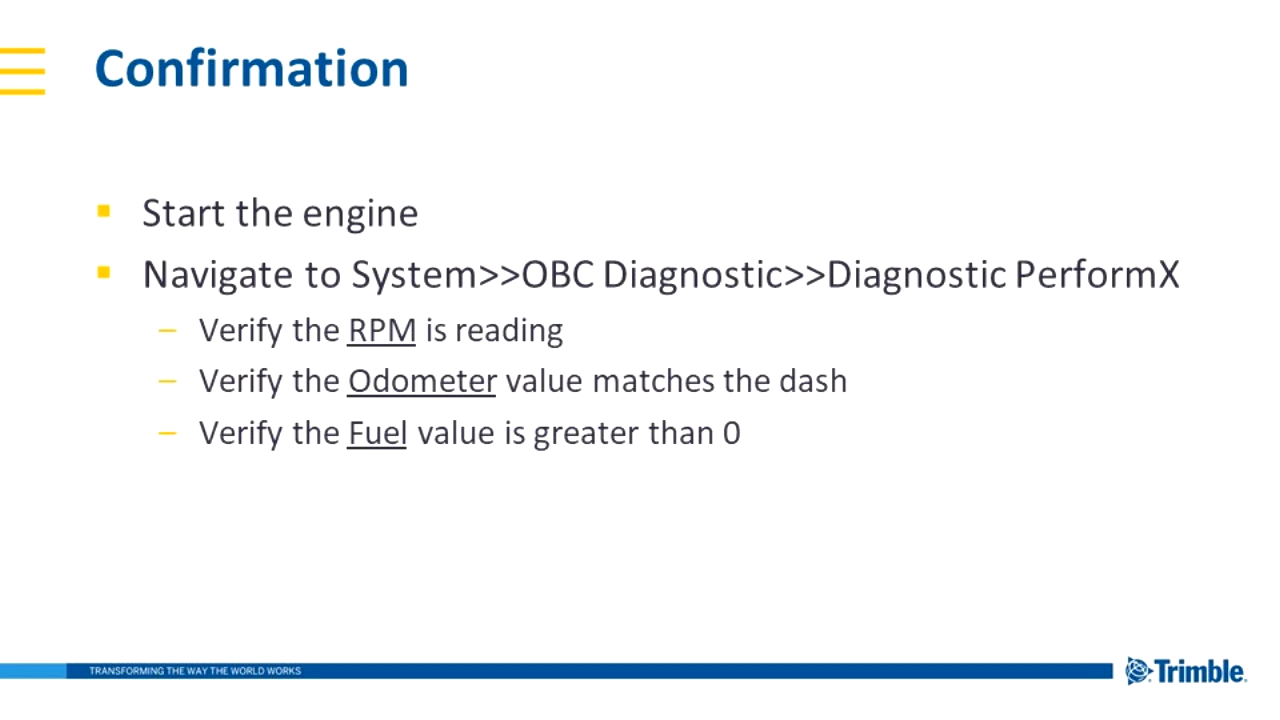 Confirmation
Start the engine
Navigate to System>>OBC Diagnostic>>Diagnostic PerformX
– Verify the RPM is reading
– Verify the Odometer value matches the dash
– Verify the Fuel value is greater than 0
TRANSFORMING THE WAY THE WORLD WORKS
Trimble